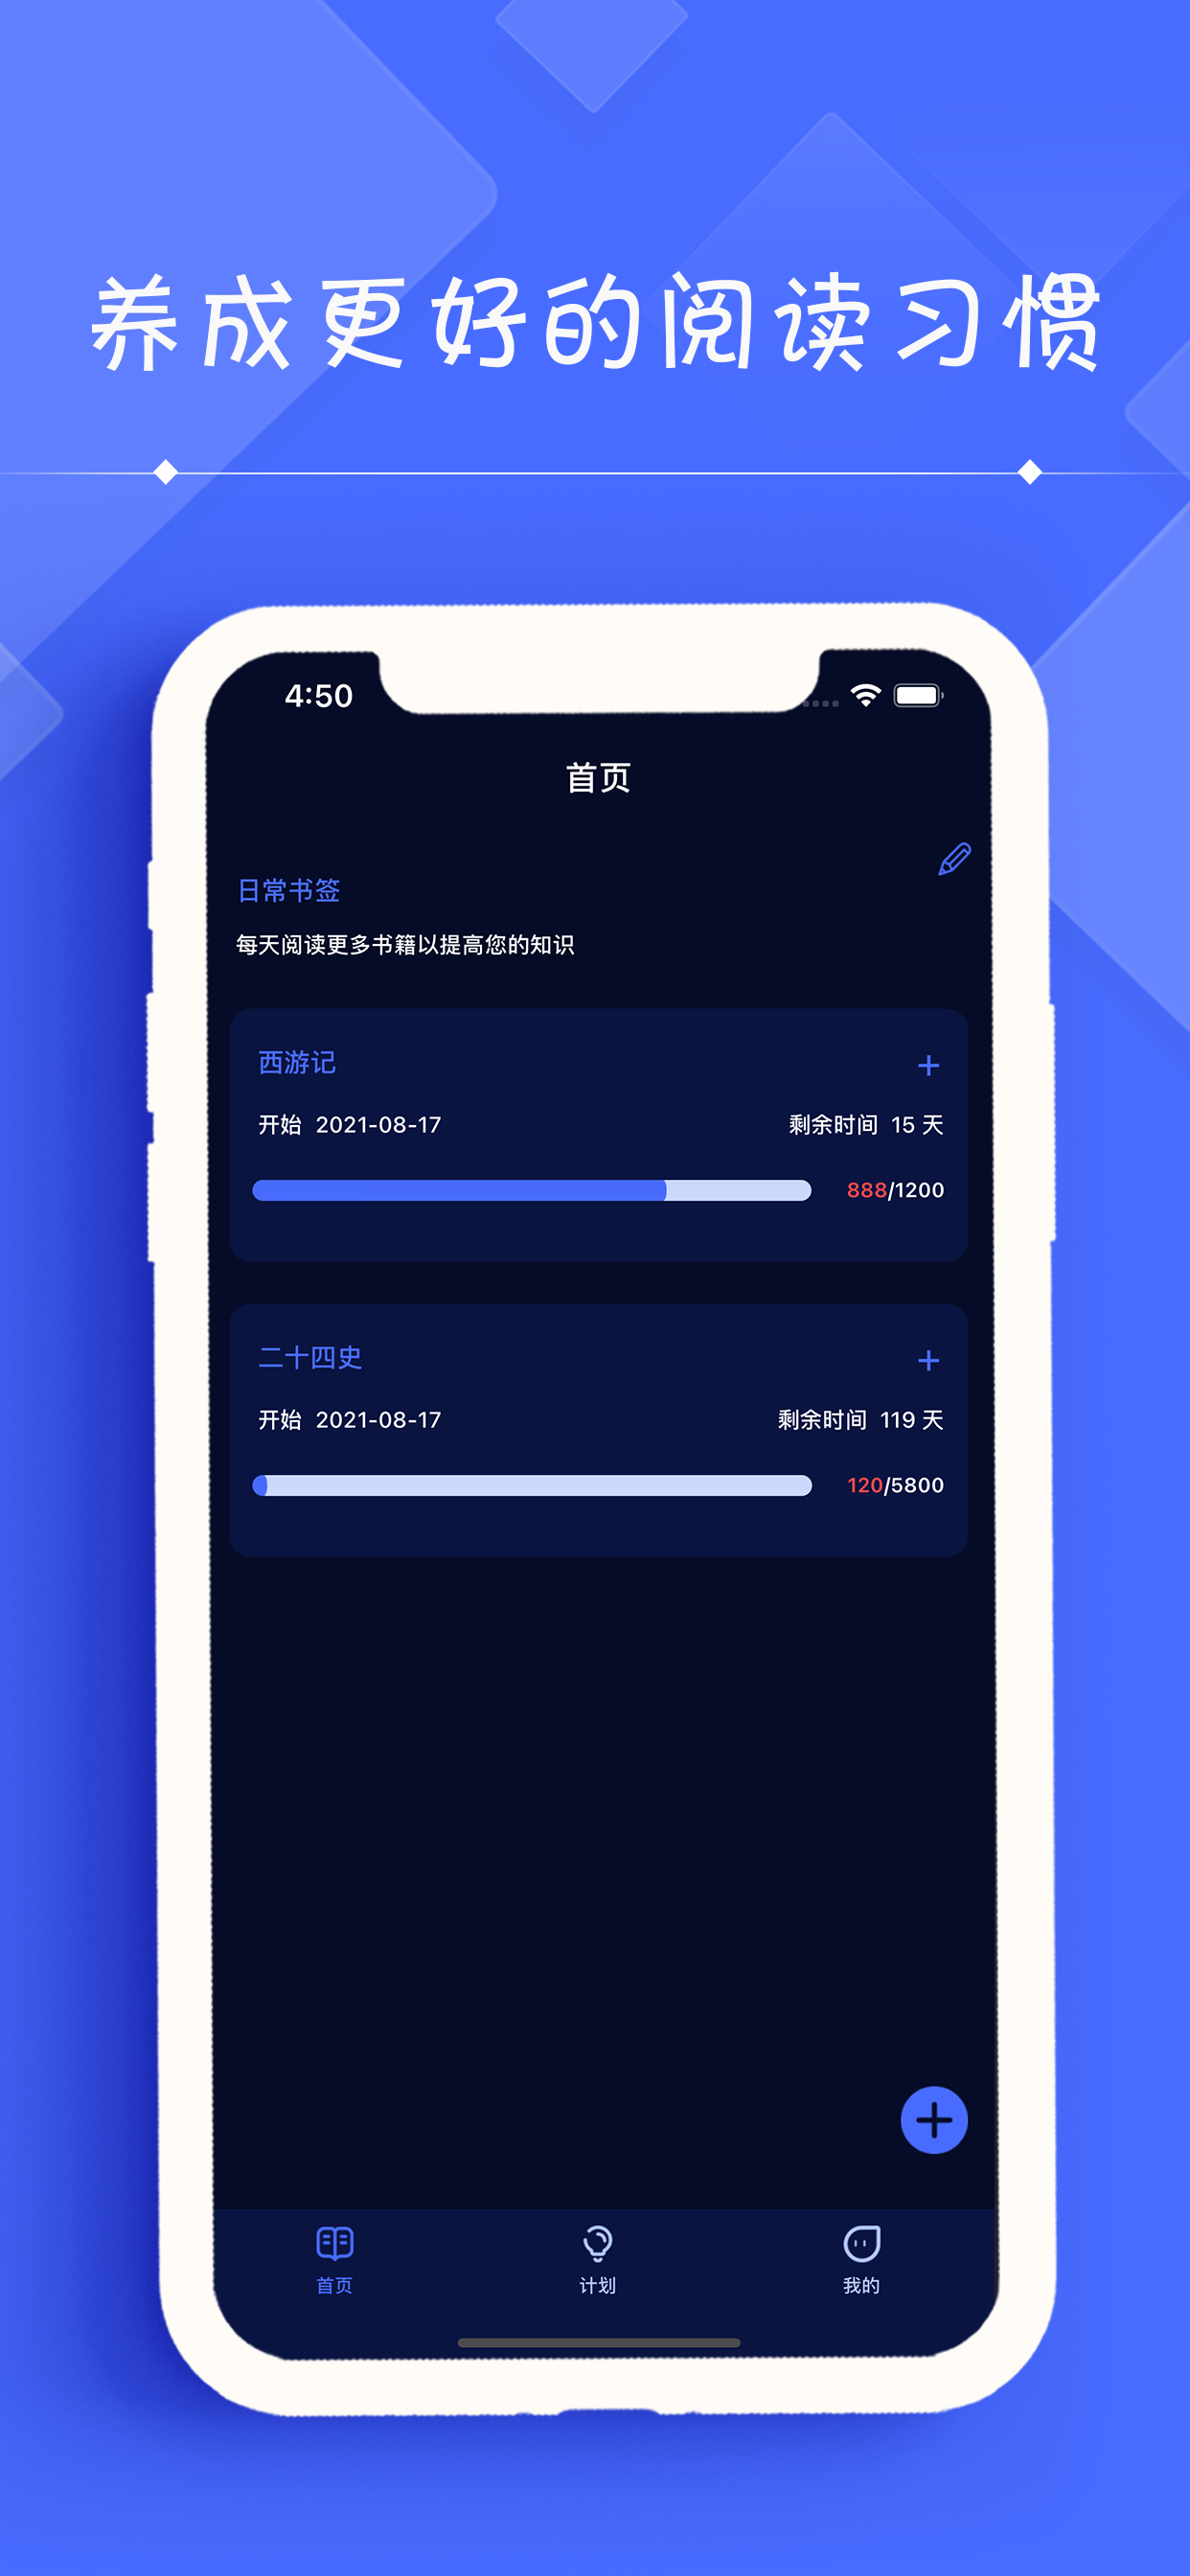 养成更好的阅读习惯
4:50
首页
日常书签
每天阅读更多书籍以提高您的知识
西游记 +
开始 2021-08-17 剩余时间 15 天
888/1200
二十四史 +
开始 2021-08-17 剩余时间 119 天
120/5800
首页 计划 我的